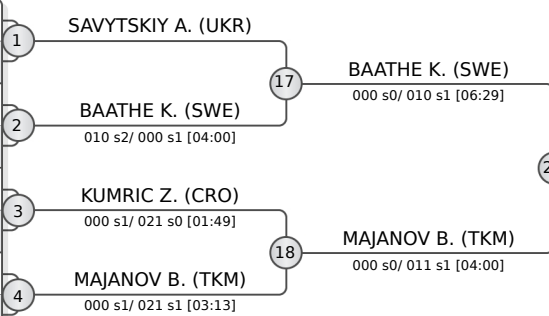 1
SAVYTSKIY A. (UKR)
17
BAATHE K. (SWE)
000 s0/ 010 s1 [06:29]
2
BAATHE K. (SWE)
010 s2/ 000 s1 [04:00]
2
3
KUMRIC Z. (CRO)
000 s1/ 021 s0 [01:49]
18
MAJANOV B. (TKM)
000 s0/ 011 s1 [04:00]
4
MAJANOV B. (TKM)
000 s1/ 021 s1 [03:13]